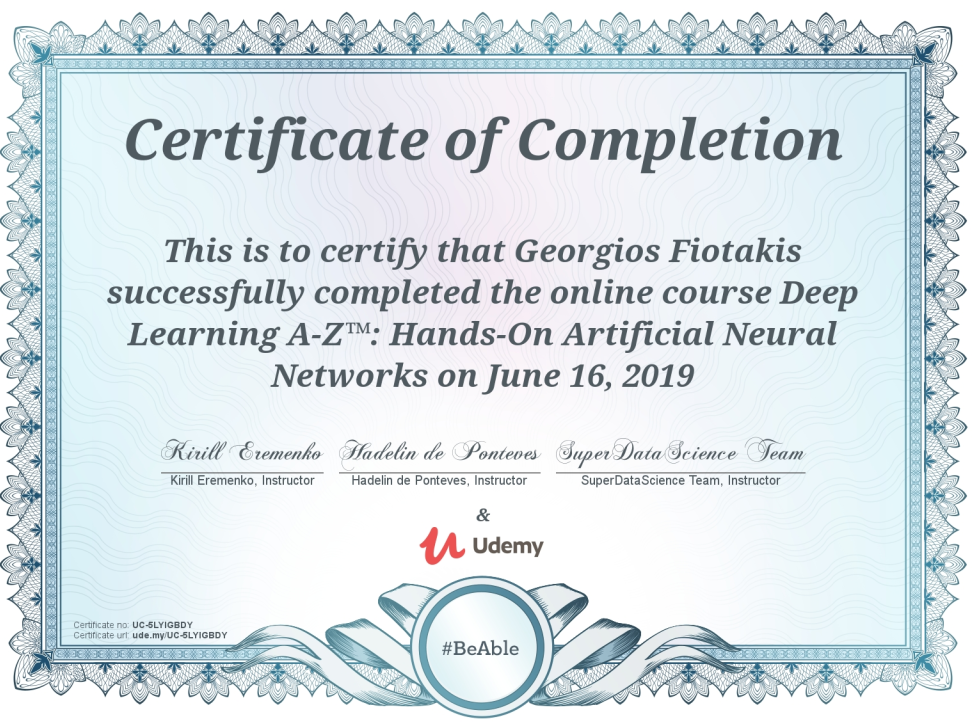 Certificate of Completion
This is to certify that Georgios Fiotakis
successfully completed the online course Deep
Learning A-Z™: Hands-On Artificial Neural
Networks on June 16, 2019
Kirill Eremenko Hadelin de Ponteves SuperDataScience Team
Kirill Eremenko, Instructor Hadelin de Ponteves, Instructor SuperDataScience Team, Instructor
&
Udemy
Certificate no: UC-5LYIGBDY
Certificate url: ude.my/UC-5LYIGBDY
#BeAble